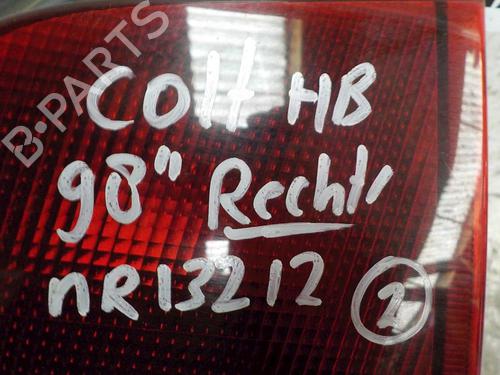 B-PARTS
COlt HB
98" Rechts
nR13212 2